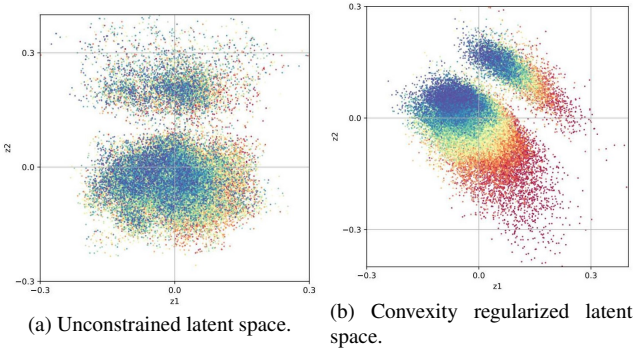 0.3
0.0
−0.3
z2
−0.3
0.0
0.3
z1
(a) Unconstrained latent space.
0.3
0.0
−0.3
z2
−0.3
0.0
0.3
z1
(b) Convexity regularized latent
space.